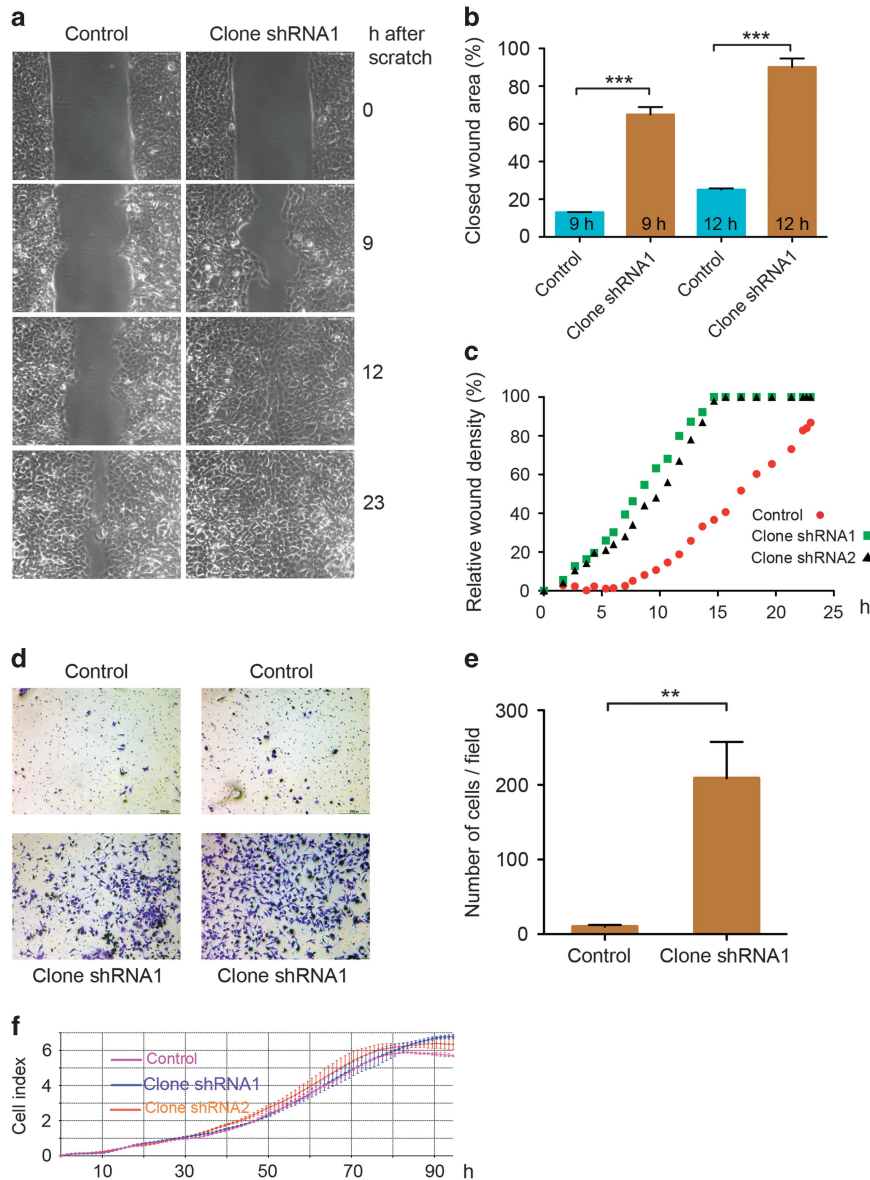 a
Control
Clone shRNA1
h after
scratch
0
9
12
23
b
Closed wound area (%)
100
80
60
40
20
0
***
***
9 h
9 h
12 h
12 h
Control
Clone shRNA1
Control
Clone shRNA1
c
Relative wound density (%)
100
80
60
40
20
0
Control
Clone shRNA1
Clone shRNA2
0
5
10
15
20
25
h
d
Control
Control
Clone shRNA1
Clone shRNA1
e
Number of cells / field
300
200
100
0
**
Control
Clone shRNA1
f
Cell index
6
4
2
0
Control
Clone shRNA1
Clone shRNA2
10
30
50
70
90
h